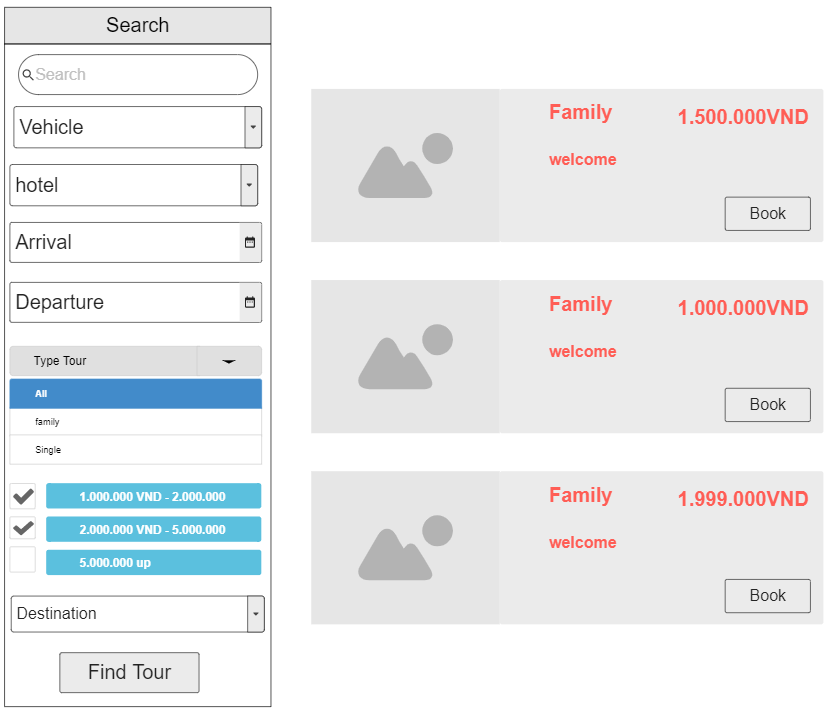 Search
Search
Vehicle
hotel
Arrival
Departure
Type Tour
All
family
Single
1.000.000 VND - 2.000.000
2.000.000 VND - 5.000.000
5.000.000 up
Destination
Find Tour
Family
1.500.000VND
welcome
Book
Family
1.000.000VND
welcome
Book
Family
1.999.000VND
welcome
Book